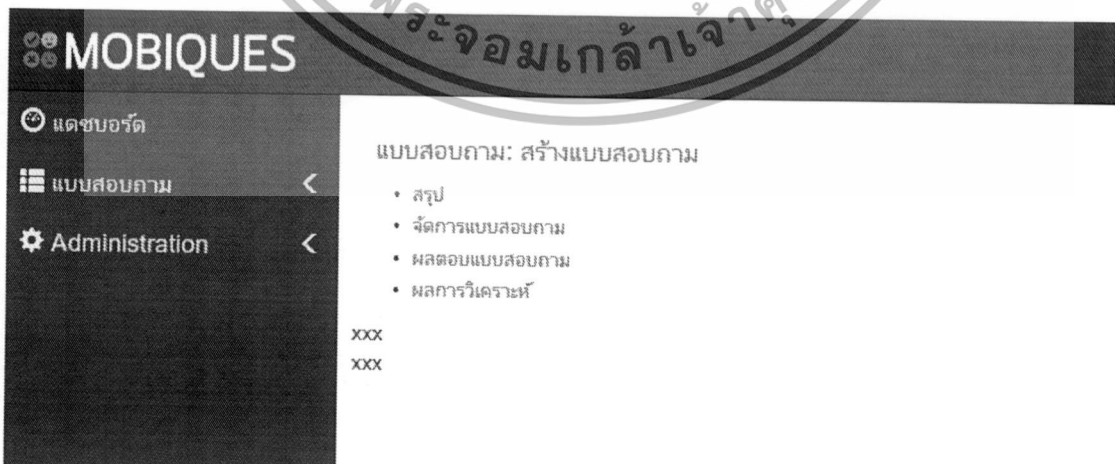 พระจอมเกล้าเจ้าคุ
MOBIQUES
แดชบอร์ด
แบบสอบถาม
Administration
แบบสอบถาม: สร้างแบบสอบถาม
สรุป
จัดการแบบสอบถาม
ผลตอบแบบสอบถาม
ผลการวิเคราะห์
xxx
xxx